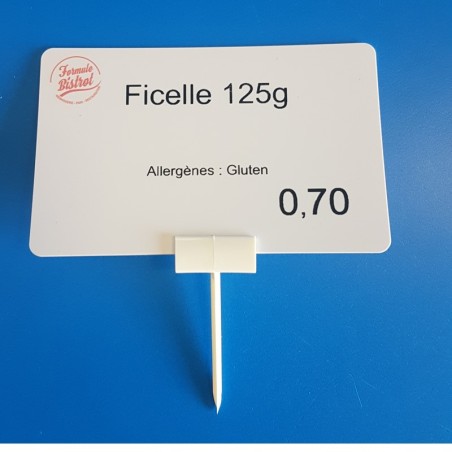 Formule
Bistrot
Ficelle 125g
Allergènes : Gluten
0,70